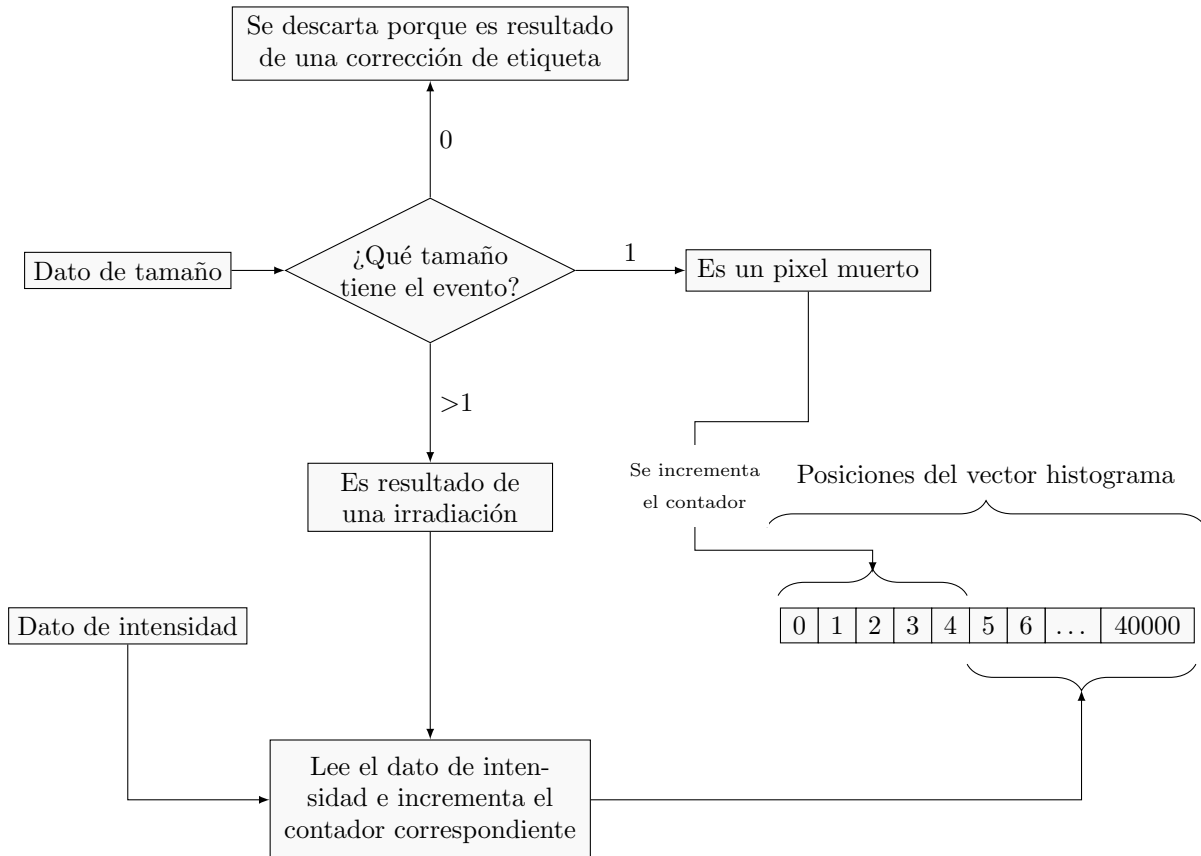 Se descarta porque es resultado
de una corrección de etiqueta
0
Dato de tamaño
¿Qué tamaño
tiene el evento?
1
Es un pixel muerto
>1
Es resultado de
una irradiación
Se incrementa
el contador
Posiciones del vector histograma
Dato de intensidad
0 1 2 3 4 5 6 ... 40000
Lee el dato de inten-
sidad e incrementa el
contador correspondiente